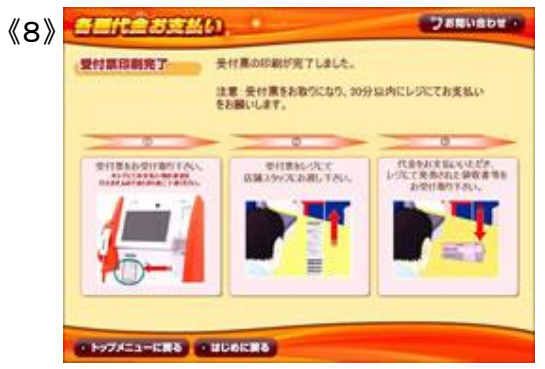 《8》
各種代金お支払い
お問い合わせ
受付票印刷完了
受付票の印刷が完了しました。
注意 受付票をお取りになり、30分以内にレジにてお支払い
をお願いします。
①
受付票をお受け取り下さい。
②
受付票をレジにて
店舗スタッフにお渡し下さい。
③
代金をお支払いいただき、
レジにて発券された領収書等を
お受け取り下さい。
トップメニューに戻る
はじめに戻る